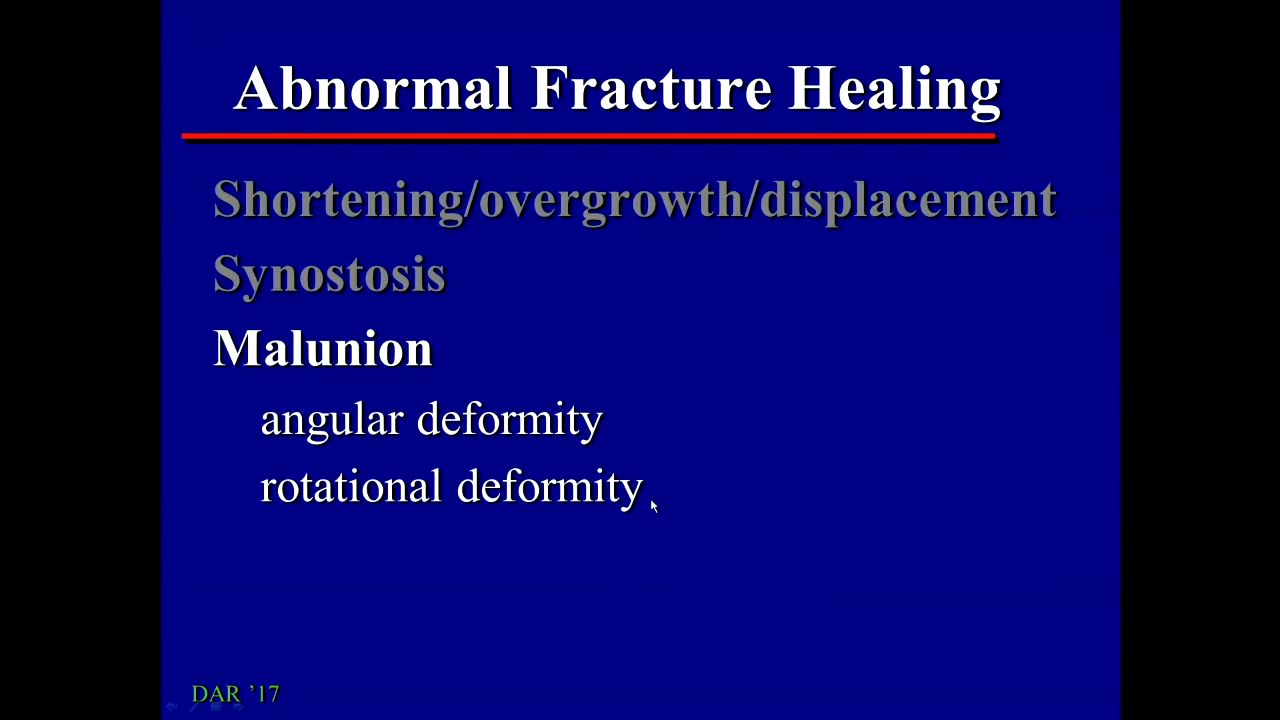 Abnormal Fracture Healing
Shortening/overgrowth/displacement
Synostosis
Malunion
angular deformity
rotational deformity
DAR ’17